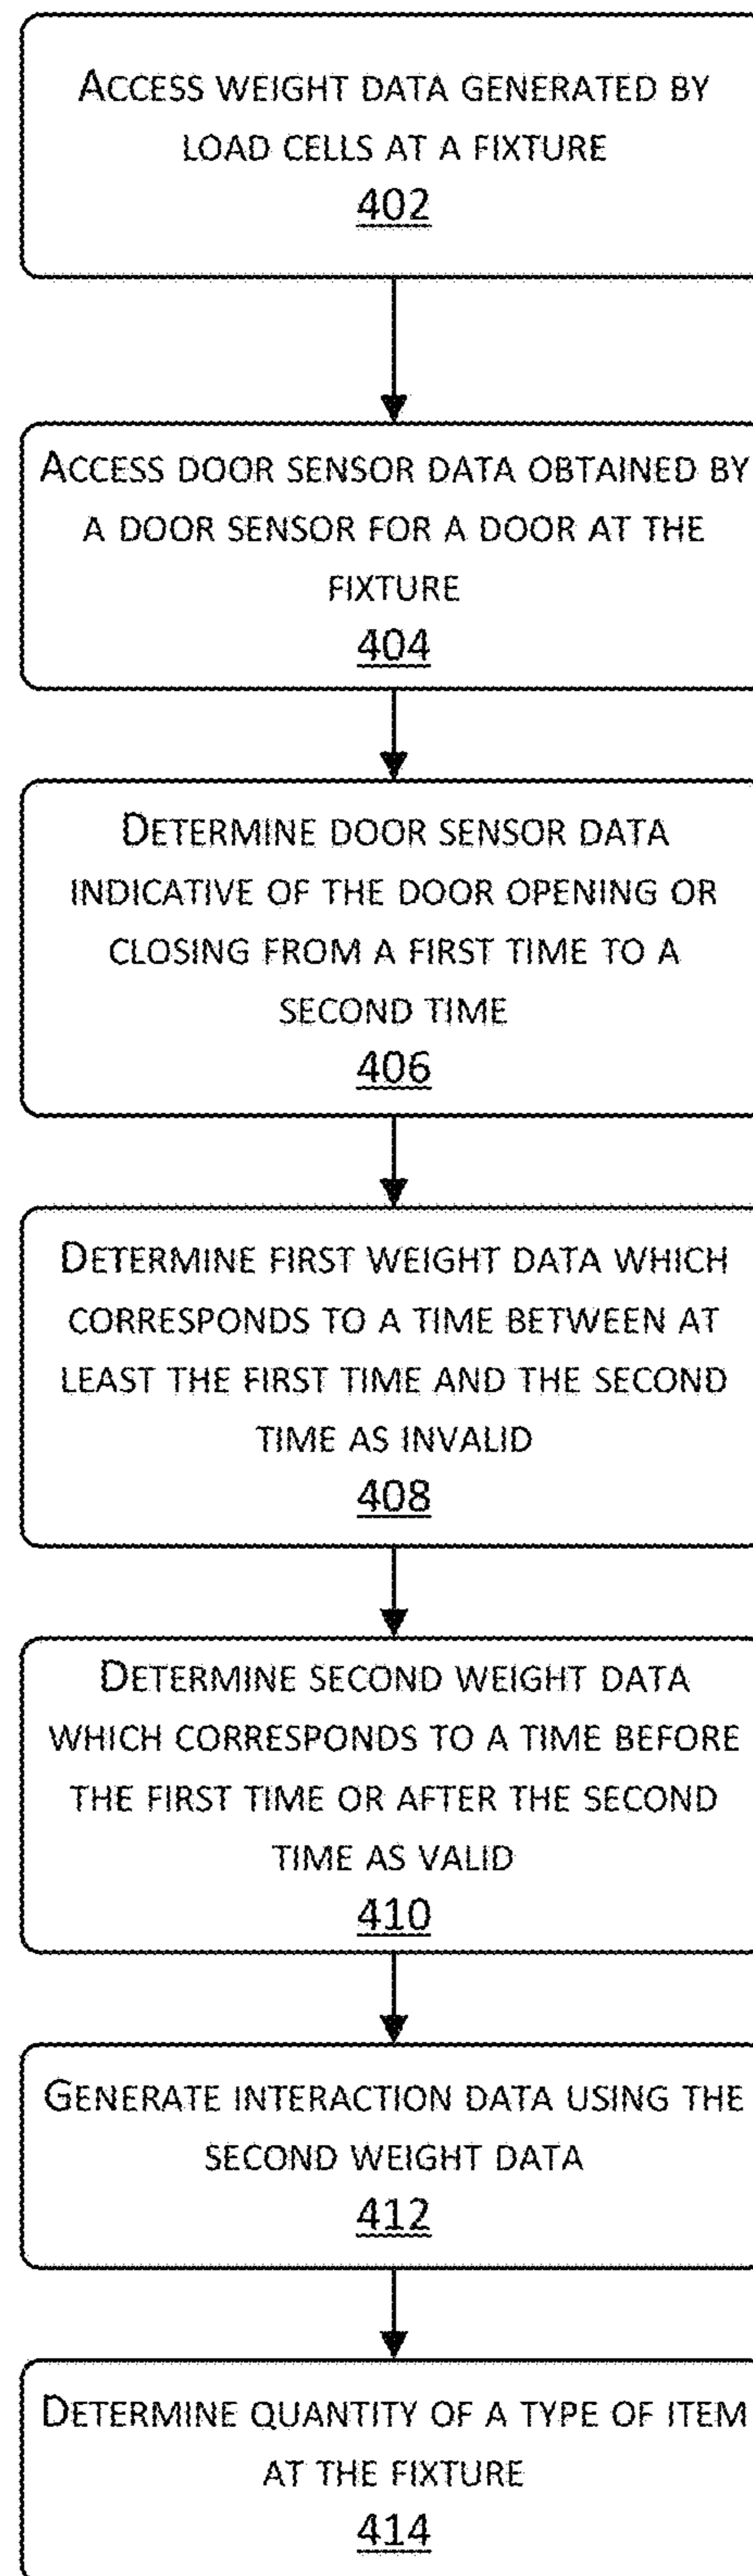 ACCESS WEIGHT DATA GENERATED BY
LOAD CELLS AT A FIXTURE
402
ACCESS DOOR SENSOR DATA OBTAINED BY
A DOOR SENSOR FOR A DOOR AT THE
FIXTURE
404
DETERMINE DOOR SENSOR DATA
INDICATIVE OF THE DOOR OPENING OR
CLOSING FROM A FIRST TIME TO A
SECOND TIME
406
DETERMINE FIRST WEIGHT DATA WHICH
CORRESPONDS TO A TIME BETWEEN AT
LEAST THE FIRST TIME AND THE SECOND
TIME AS INVALID
408
DETERMINE SECOND WEIGHT DATA
WHICH CORRESPONDS TO A TIME BEFORE
THE FIRST TIME OR AFTER THE SECOND
TIME AS VALID
410
GENERATE INTERACTION DATA USING THE
SECOND WEIGHT DATA
412
DETERMINE QUANTITY OF A TYPE OF ITEM
AT THE FIXTURE
414